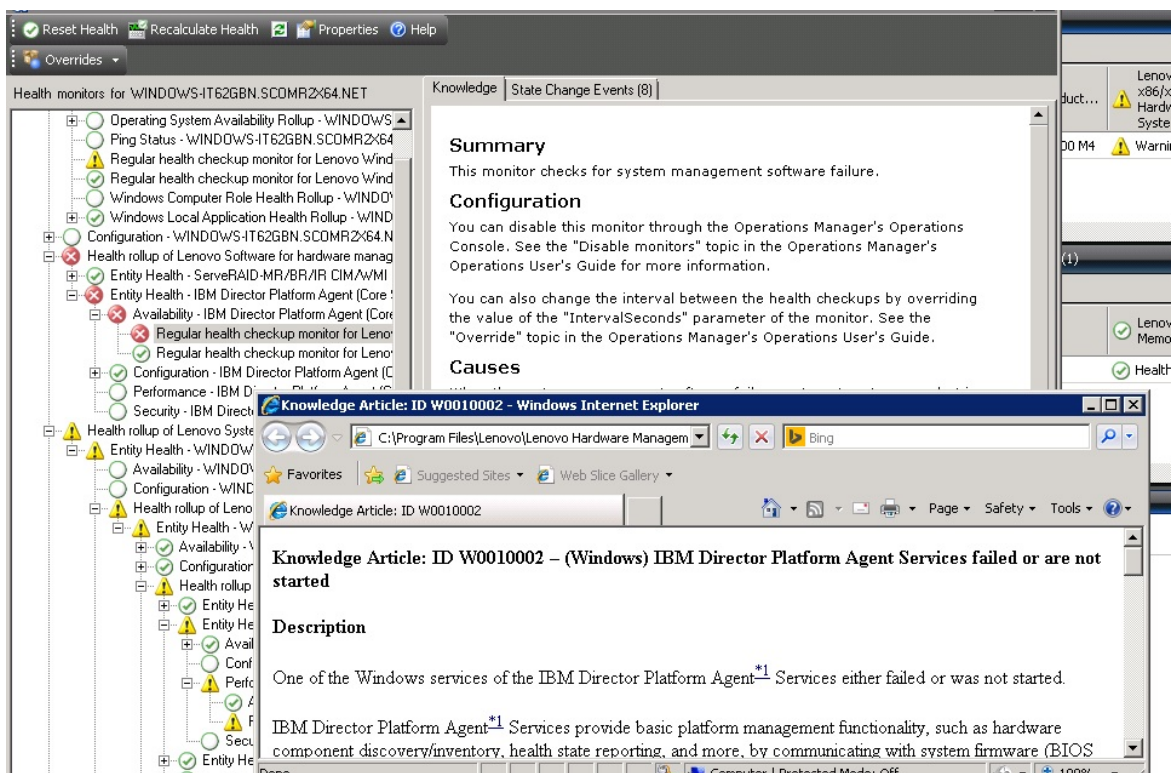 Reset Health Recalculate Health Properties Help
Overrides
Health monitors for WINDOWS-IT62GBN.SCOMR2X64.NET
Operating System Availability Rollup - WINDOWS
Ping Status - WINDOWS-IT62GBN.SCOMR2X64
Regular health checkup monitor for Lenovo Wind
Regular health checkup monitor for Lenovo Wind
Windows Computer Role Health Rollup - WINDO
Windows Local Application Health Rollup - WIND
Configuration - WINDOWS-IT62GBN.SCOMR2X64.N
Health rollup of Lenovo Software for hardware manag
Entity Health - ServeRAID-MR/BR/IR CIM/WMI
Entity Health - IBM Director Platform Agent (Core
Availability - IBM Director Platform Agent (Core
Regular health checkup monitor for Leno
Regular health checkup monitor for Leno
Configuration - IBM Director Platform Agent (C
Performance - IBM
Security - IBM Direct
Health rollup of Lenovo Syste
Entity Health - WINDOW
Availability - WINDOW
Configuration - WIND
Health rollup of Leno
Entity Health - W
Availability -
Configuration
Health rollup
Entity He
Entity He
Avail
Conf
Perfo
Secu
Entity He
Knowledge State Change Events (8)
Summary
This monitor checks for system management software failure.
Configuration
You can disable this monitor through the Operations Manager's Operations
Console. See the "Disable monitors" topic in the Operations Manager's
Operations User's Guide for more information.
You can also change the interval between the health checkups by overriding
the value of the "IntervalSeconds" parameter of the monitor. See the
"Override" topic in the Operations Manager's Operations User's Guide.
Causes
duct...
Lenov
x86/x
Hardw
Syste
00 M4 Warnin
(1)
Lenov
Memo
Health
Knowledge Article: ID W0010002 - Windows Internet Explorer
C:\Program Files\Lenovo\Lenovo Hardware Managem Bing
Favorites Suggested Sites Web Slice Gallery
Knowledge Article: ID W0010002 Page Safety Tools
Knowledge Article: ID W0010002 – (Windows) IBM Director Platform Agent Services failed or are not
started
Description
One of the Windows services of the IBM Director Platform Agent*1 Services either failed or was not started.
IBM Director Platform Agent*1 Services provide basic platform management functionality, such as hardware
component discovery/inventory, health state reporting, and more, by communicating with system firmware (BIOS
Done Computer | Protected Mode: Off 100%